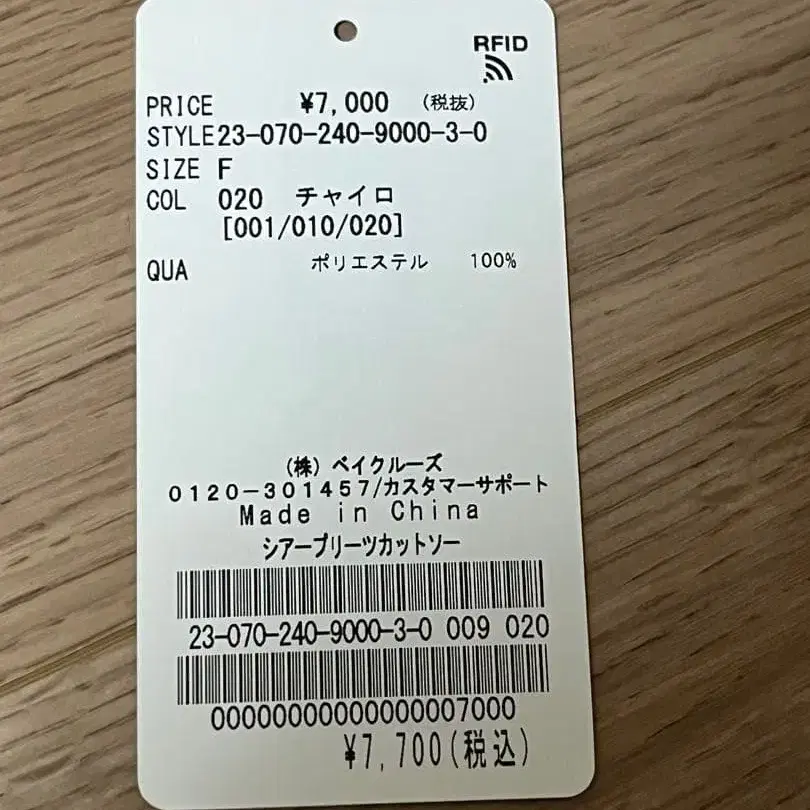 RFID
PRICE ¥7,000 (税抜)
STYLE 23-070-240-9000-3-0
SIZE F
COL 020 チャイロ
[001/010/020]
QUA ポリエステル 100%
(株) ベイクルーズ
0120-301457/カスタマーサポート
Made in China
シアープリーツカットソー
23-070-240-9000-3-0 009 020
00000000000000007000
¥7,700(税込)